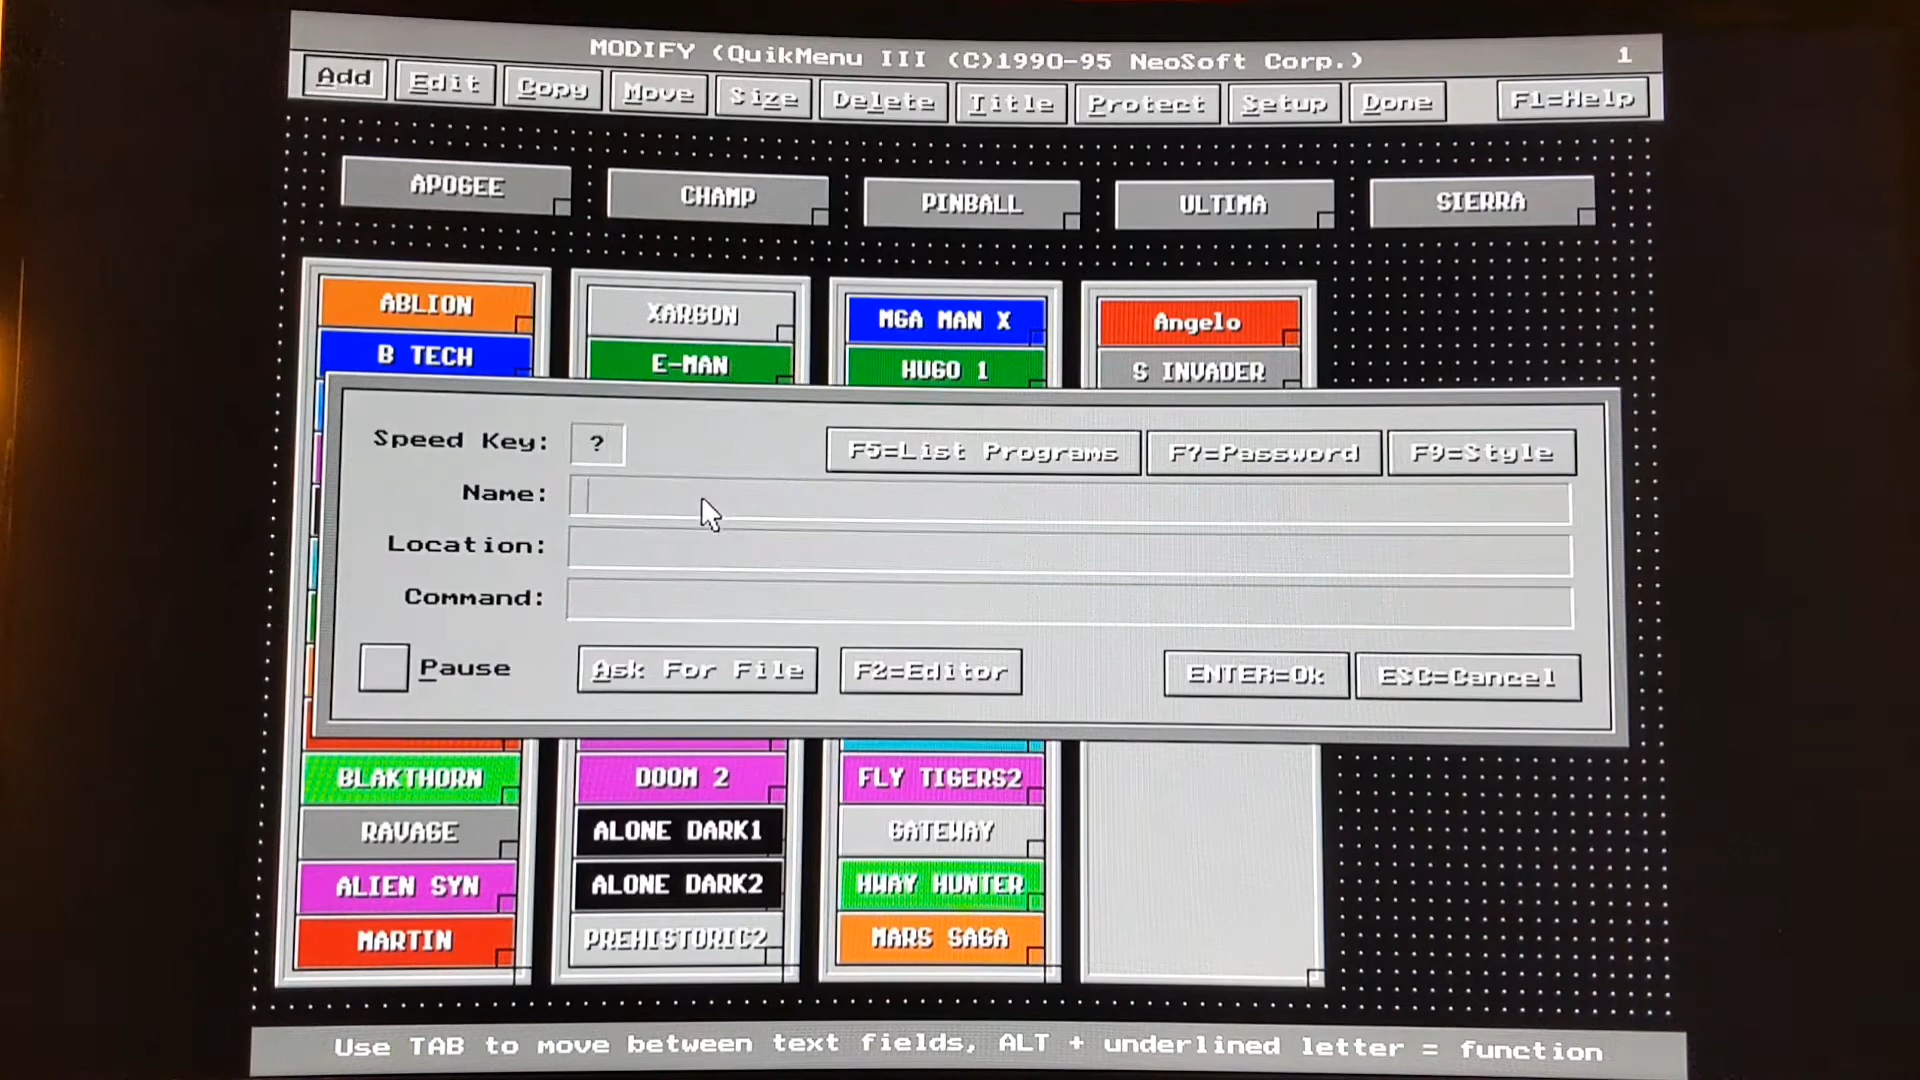 MODIFY (QuikMenu III (C)1990-95 NeoSoft Corp.) 1
Add Edit Copy Move Size Delete Title Protect Setup Done F1=Help
APOGEE CHAMP PINBALL ULTIMA SIERRA
ABLION XARGON MGA MAN X Angelo
B TECH E-MAN HUGO 1 S INVADER
Speed Key: ? F5=List Programs F7=Password F9=Style
Name:
Location:
Command:
Pause Ask For File F2=Editor ENTER=Ok ESC=Cancel
BLAKTHORN DOOM 2 FLY TIGERS2
RAVAGE ALONE DARK1 GATEWAY
ALIEN SYN ALONE DARK2 HWAY HUNTER
MARTIN PREHISTORIC2 MARS SAGA
Use TAB to move between text fields, ALT + underlined letter = function